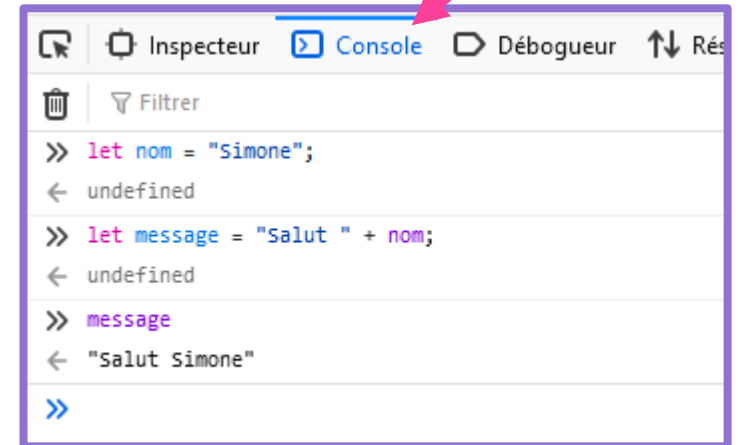 Inspecteur Console Débogueur Rés
Filtrer
» let nom = "Simone";
← undefined
» let message = "Salut " + nom;
← undefined
» message
← "Salut Simone"
»